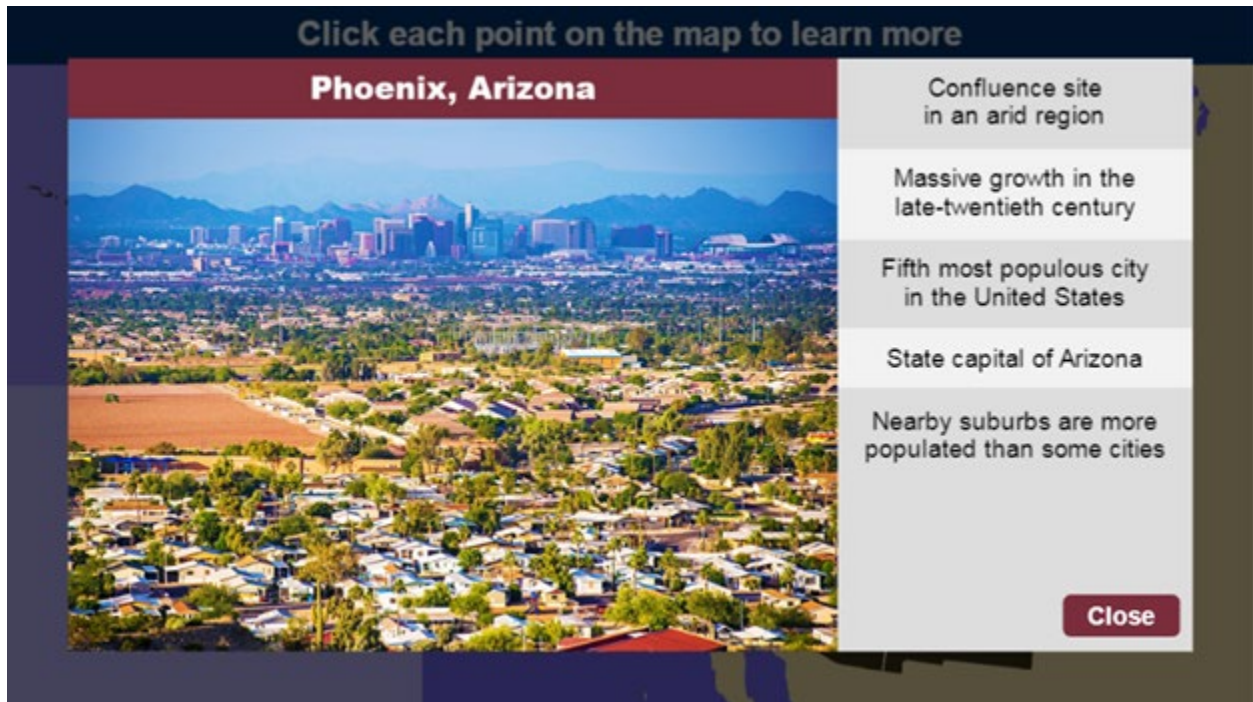 Click each point on the map to learn more
Phoenix, Arizona
Confluence site
in an arid region
Massive growth in the
late-twentieth century
Fifth most populous city
in the United States
State capital of Arizona
Nearby suburbs are more
populated than some cities
Close